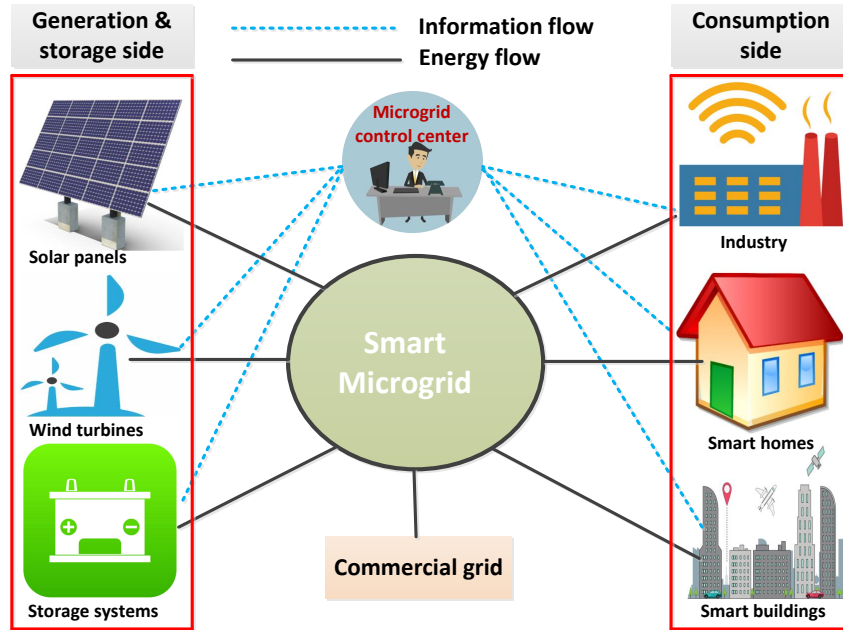 Generation &
storage side
Information flow
Energy flow
Consumption
side
Microgrid
control center
Solar panels
Industry
Smart
Microgrid
Wind turbines
Smart homes
Commercial grid
Storage systems
Smart buildings